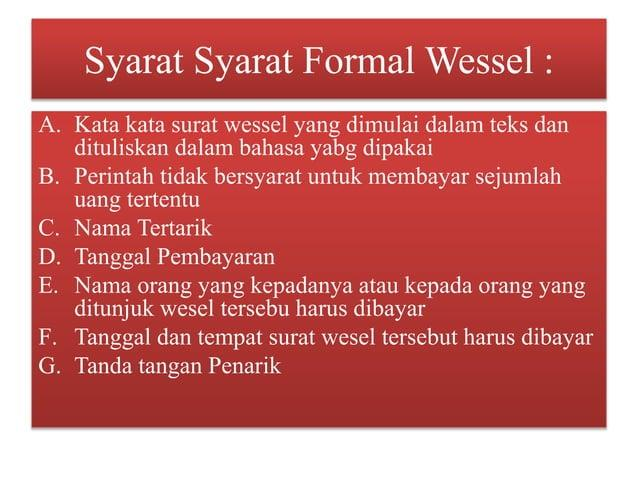 Syarat Syarat Formal Wessel :
A. Kata kata surat wessel yang dimulai dalam teks dan
dituliskan dalam bahasa yabg dipakai
B. Perintah tidak bersyarat untuk membayar sejumlah
uang tertentu
C. Nama Tertarik
D. Tanggal Pembayaran
E. Nama orang yang kepadanya atau kepada orang yang
ditunjuk wesel tersebu harus dibayar
F. Tanggal dan tempat surat wesel tersebut harus dibayar
G. Tanda tangan Penarik